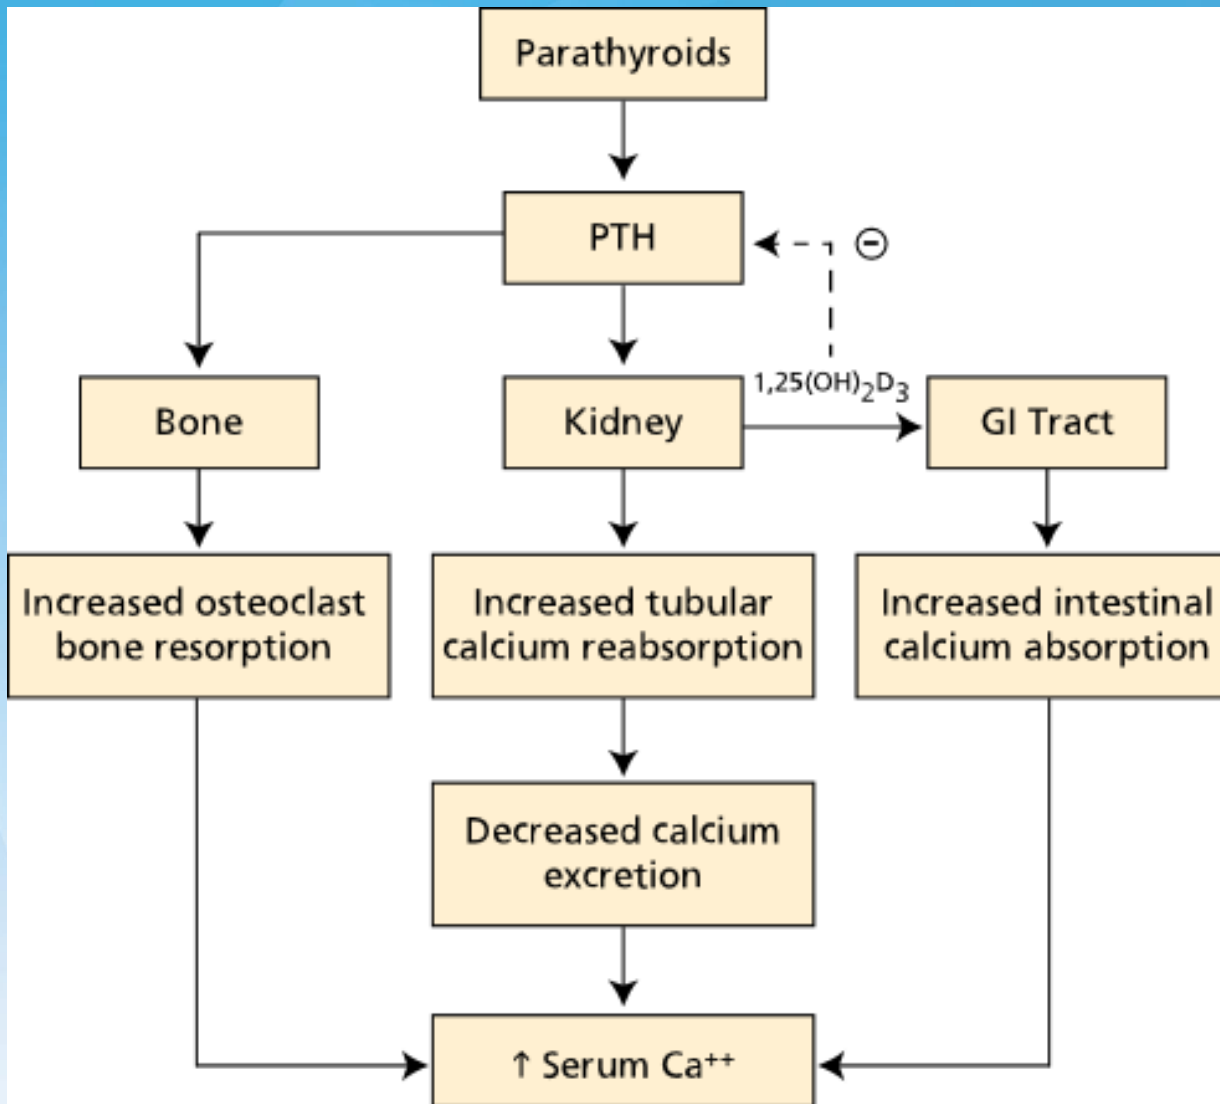 Parathyroids
PTH
⊖
Bone
Kidney
1,25(OH)₂D₃
GI Tract
Increased osteoclast
bone resorption
Increased tubular
calcium reabsorption
Increased intestinal
calcium absorption
Decreased calcium
excretion
↑ Serum Ca⁺⁺